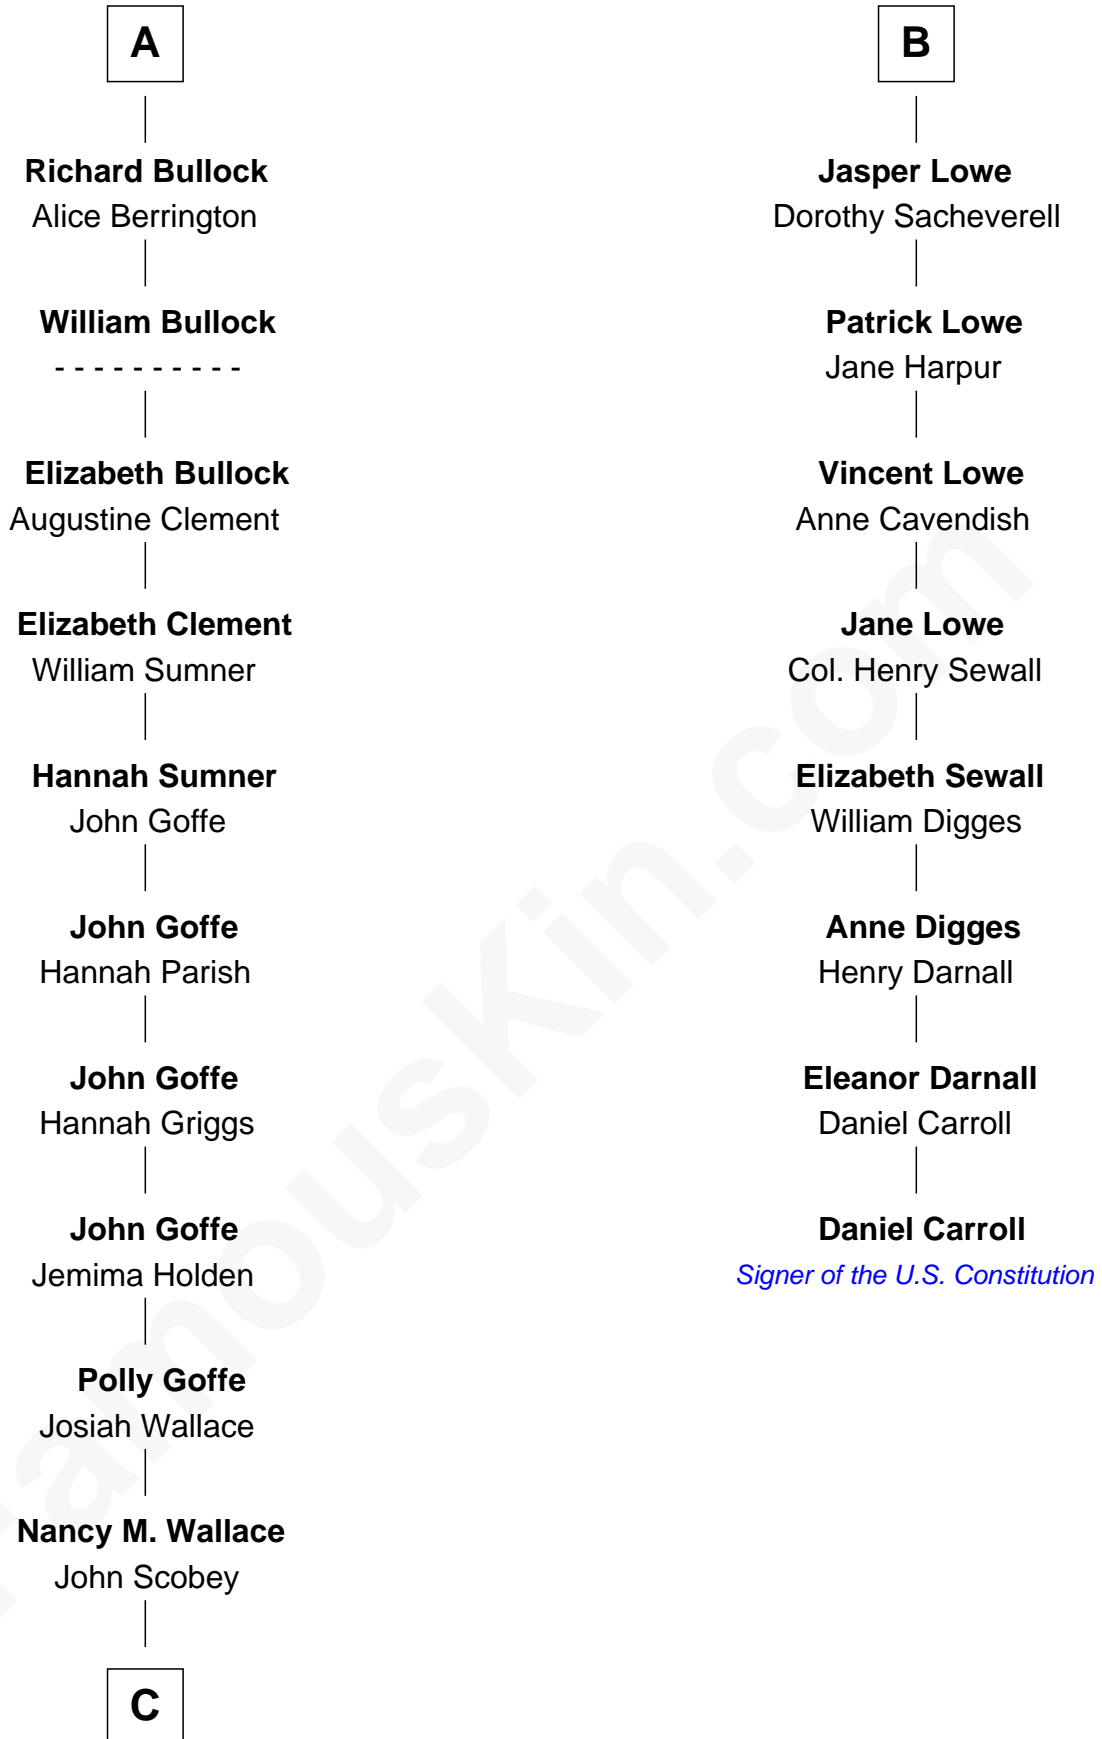 A
Richard Bullock
Alice Berrington
William Bullock
- - - - - - - - - -
Elizabeth Bullock
Augustine Clement
Elizabeth Clement
William Sumner
Hannah Sumner
John Goffe
John Goffe
Hannah Parish
John Goffe
Hannah Griggs
John Goffe
Jemima Holden
Polly Goffe
Josiah Wallace
Nancy M. Wallace
John Scobey
C
B
Jasper Lowe
Dorothy Sacheverell
Patrick Lowe
Jane Harpur
Vincent Lowe
Anne Cavendish
Jane Lowe
Col. Henry Sewall
Elizabeth Sewall
William Digges
Anne Digges
Henry Darnall
Eleanor Darnall
Daniel Carroll
Daniel Carroll
Signer of the U.S. Constitution
FamousKin.com